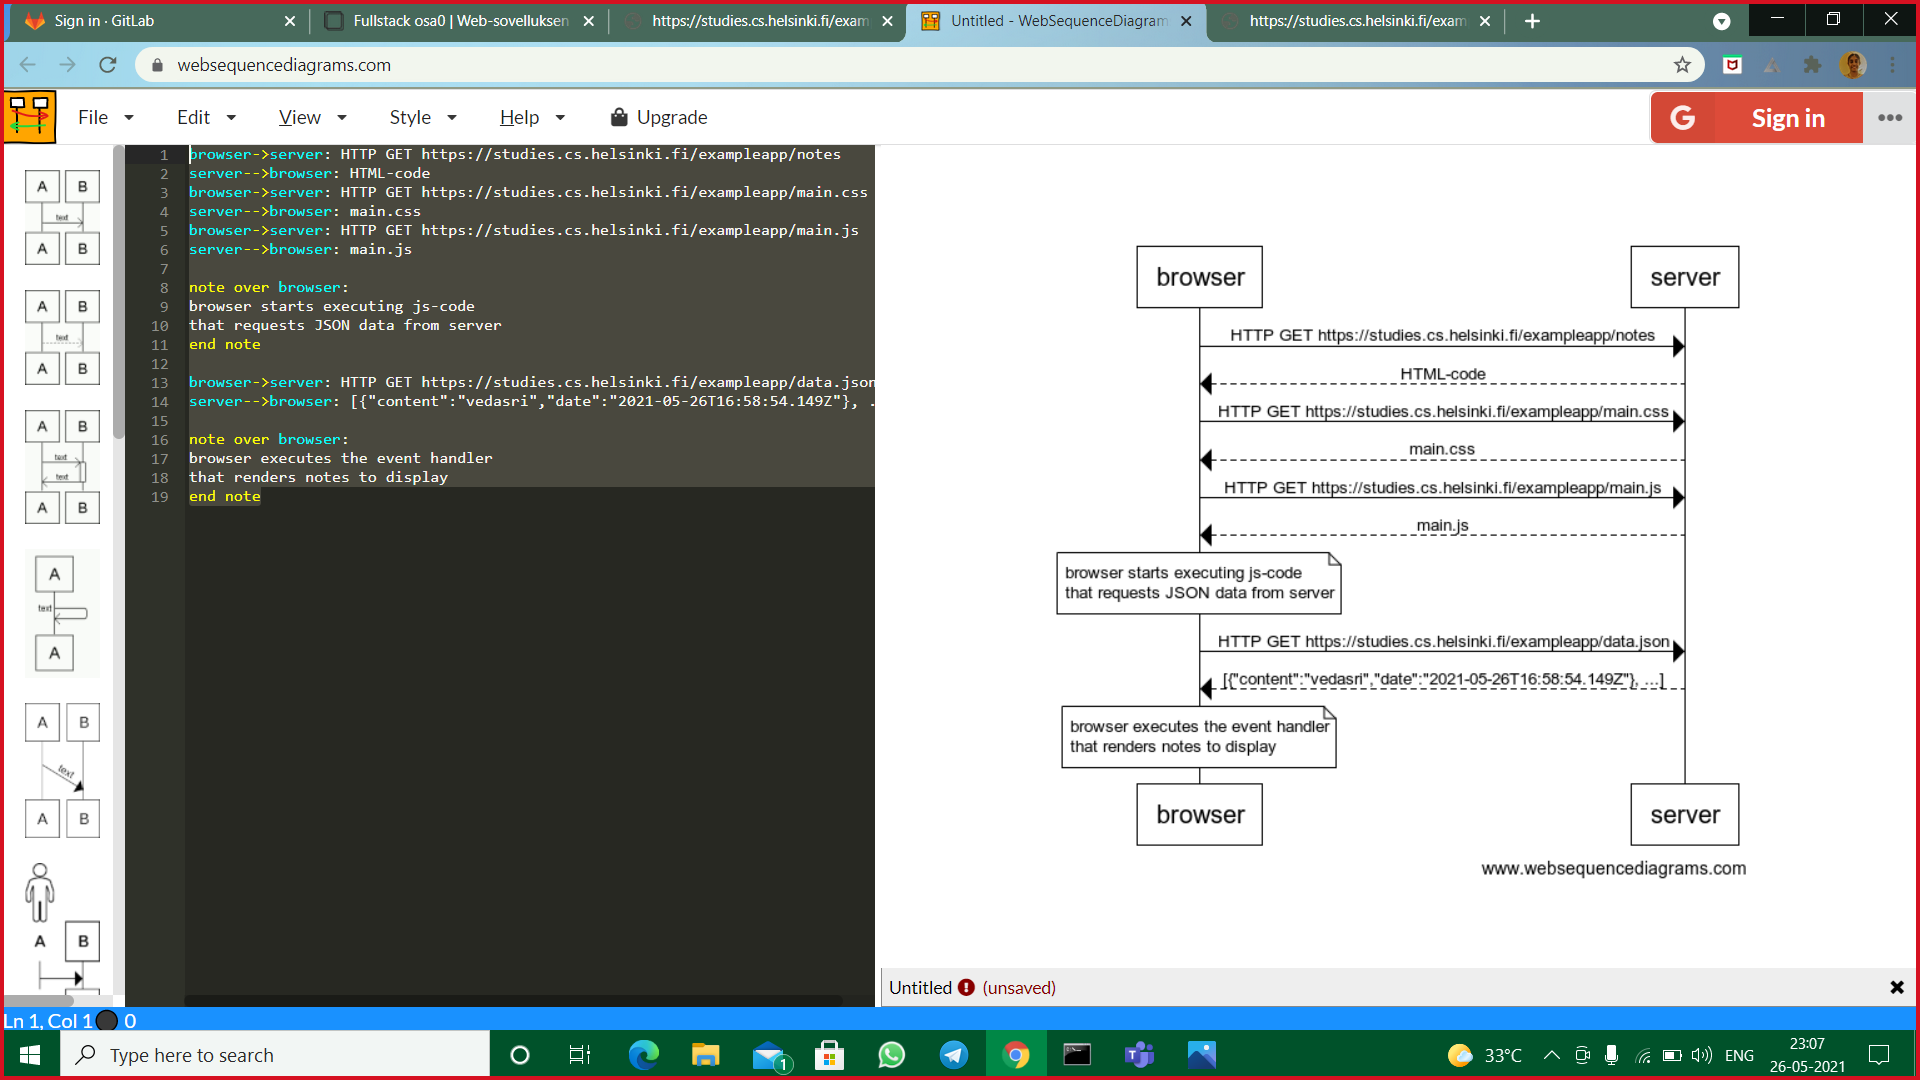 Sign in · GitLab
Fullstack osa0 | Web-sovelluksen
https://studies.cs.helsinki.fi/exam
Untitled - WebSequenceDiagram
https://studies.cs.helsinki.fi/exam
websequencediagrams.com
File
Edit
View
Style
Help
Upgrade
G
Sign in
1 browser->server: HTTP GET https://studies.cs.helsinki.fi/exampleapp/notes
2 server-->browser: HTML-code
3 browser->server: HTTP GET https://studies.cs.helsinki.fi/exampleapp/main.css
4 server-->browser: main.css
5 browser->server: HTTP GET https://studies.cs.helsinki.fi/exampleapp/main.js
6 server-->browser: main.js
7
8 note over browser:
9 browser starts executing js-code
10 that requests JSON data from server
11 end note
12
13 browser->server: HTTP GET https://studies.cs.helsinki.fi/exampleapp/data.json
14 server-->browser: [{"content":"vedasri","date":"2021-05-26T16:58:54.149Z"}, .
15
16 note over browser:
17 browser executes the event handler
18 that renders notes to display
19 end note
A B
text
A B
A B
text
A B
A B
text
text
A B
A
text
A
A B
text
A B
A B
browser server
HTTP GET https://studies.cs.helsinki.fi/exampleapp/notes
HTML-code
HTTP GET https://studies.cs.helsinki.fi/exampleapp/main.css
main.css
HTTP GET https://studies.cs.helsinki.fi/exampleapp/main.js
main.js
browser starts executing js-code
that requests JSON data from server
HTTP GET https://studies.cs.helsinki.fi/exampleapp/data.json
[{"content":"vedasri","date":"2021-05-26T16:58:54.149Z"}, ...]
browser executes the event handler
that renders notes to display
browser server
www.websequencediagrams.com
Untitled (unsaved)
Ln 1, Col 1 0
Type here to search
1
33°C
ENG
23:07
26-05-2021